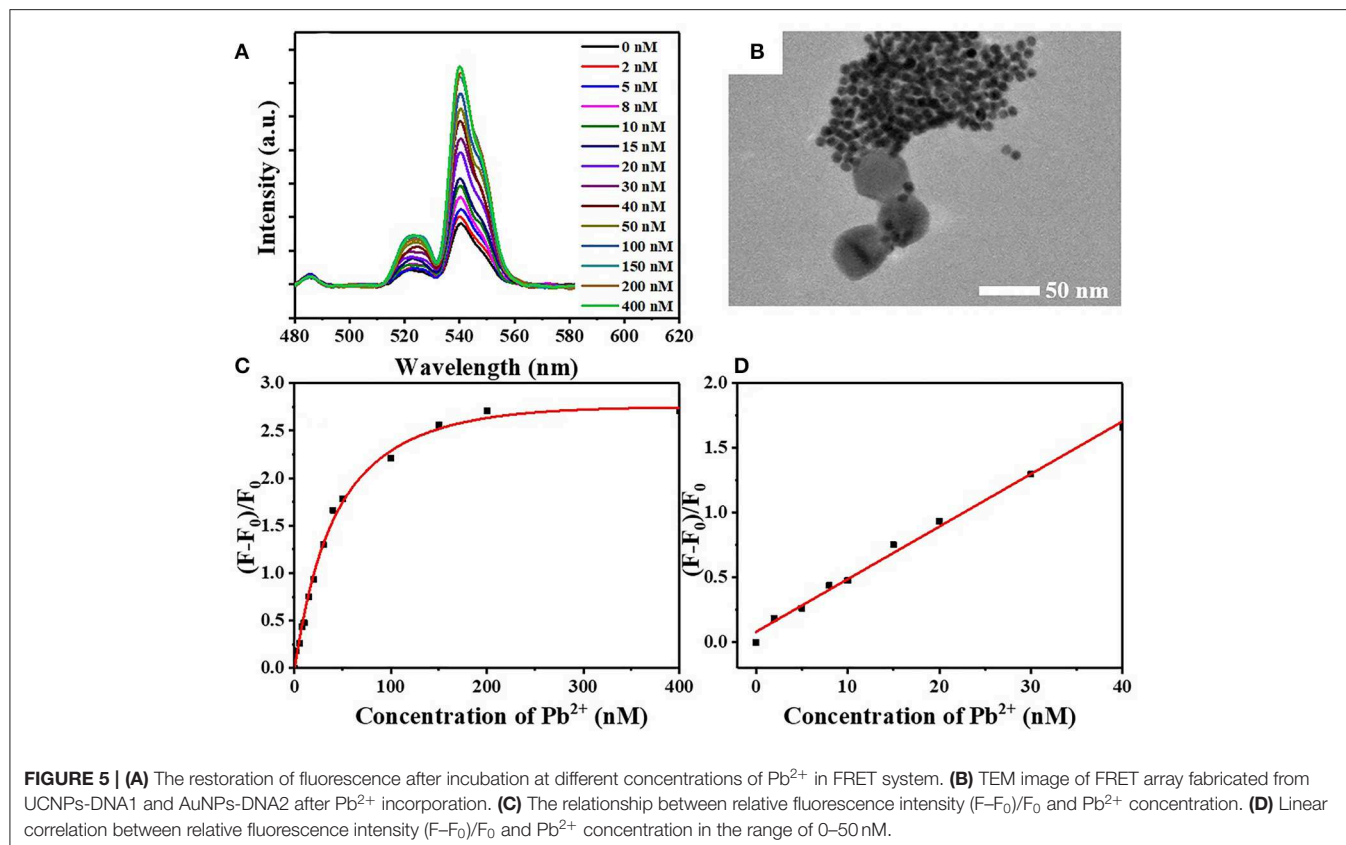 A
Intensity (a.u.)
0 nM
2 nM
5 nM
8 nM
10 nM
15 nM
20 nM
30 nM
40 nM
50 nM
100 nM
150 nM
200 nM
400 nM
480 500 520 540 560 580 600 620
Wavelength (nm)
B
50 nm
C
(F-F₀)/F₀
3.0
2.5
2.0
1.5
1.0
0.5
0.0
0 100 200 300 400
Concentration of Pb²⁺ (nM)
D
(F-F₀)/F₀
2.0
1.5
1.0
0.5
0.0
0 10 20 30 40
Concentration of Pb²⁺ (nM)
FIGURE 5 | (A) The restoration of fluorescence after incubation at different concentrations of Pb²⁺ in FRET system. (B) TEM image of FRET array fabricated from
UCNPs-DNA1 and AuNPs-DNA2 after Pb²⁺ incorporation. (C) The relationship between relative fluorescence intensity (F–F₀)/F₀ and Pb²⁺ concentration. (D) Linear
correlation between relative fluorescence intensity (F–F₀)/F₀ and Pb²⁺ concentration in the range of 0–50 nM.